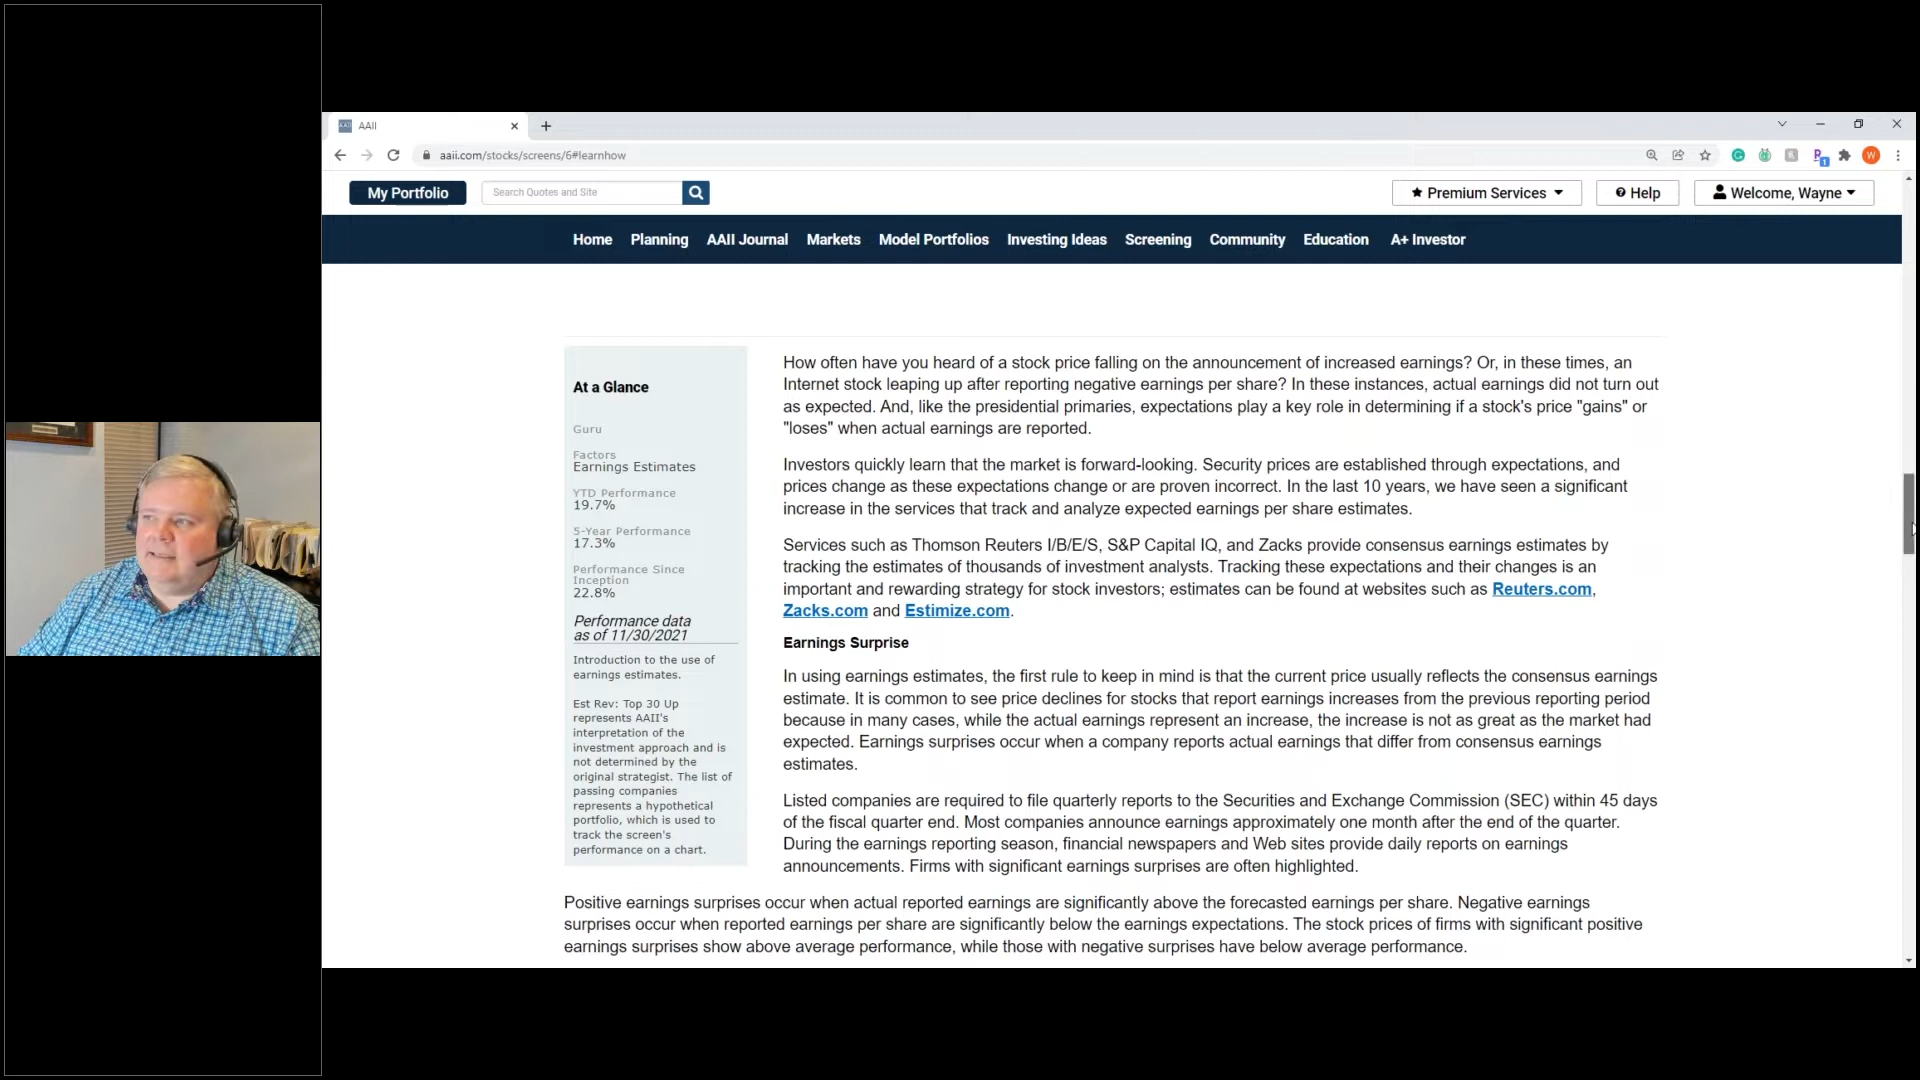 AAII
aaii.com/stocks/screens/6#learnhow
W
1
My Portfolio
Search Quotes and Site
Premium Services
Help
Welcome, Wayne
Home Planning AAII Journal Markets Model Portfolios Investing Ideas Screening Community Education A+ Investor
At a Glance
Guru
Factors
Earnings Estimates
YTD Performance
19.7%
5-Year Performance
17.3%
Performance Since
Inception
22.8%
Performance data
as of 11/30/2021
Introduction to the use of
earnings estimates.
Est Rev: Top 30 Up
represents AAII's
interpretation of the
investment approach and is
not determined by the
original strategist. The list of
passing companies
represents a hypothetical
portfolio, which is used to
track the screen's
performance on a chart.
How often have you heard of a stock price falling on the announcement of increased earnings? Or, in these times, an
Internet stock leaping up after reporting negative earnings per share? In these instances, actual earnings did not turn out
as expected. And, like the presidential primaries, expectations play a key role in determining if a stock's price "gains" or
"loses" when actual earnings are reported.
Investors quickly learn that the market is forward-looking. Security prices are established through expectations, and
prices change as these expectations change or are proven incorrect. In the last 10 years, we have seen a significant
increase in the services that track and analyze expected earnings per share estimates.
Services such as Thomson Reuters I/B/E/S, S&P Capital IQ, and Zacks provide consensus earnings estimates by
tracking the estimates of thousands of investment analysts. Tracking these expectations and their changes is an
important and rewarding strategy for stock investors; estimates can be found at websites such as Reuters.com,
Zacks.com and Estimize.com.
Earnings Surprise
In using earnings estimates, the first rule to keep in mind is that the current price usually reflects the consensus earnings
estimate. It is common to see price declines for stocks that report earnings increases from the previous reporting period
because in many cases, while the actual earnings represent an increase, the increase is not as great as the market had
expected. Earnings surprises occur when a company reports actual earnings that differ from consensus earnings
estimates.
Listed companies are required to file quarterly reports to the Securities and Exchange Commission (SEC) within 45 days
of the fiscal quarter end. Most companies announce earnings approximately one month after the end of the quarter.
During the earnings reporting season, financial newspapers and Web sites provide daily reports on earnings
announcements. Firms with significant earnings surprises are often highlighted.
Positive earnings surprises occur when actual reported earnings are significantly above the forecasted earnings per share. Negative earnings
surprises occur when reported earnings per share are significantly below the earnings expectations. The stock prices of firms with significant positive
earnings surprises show above average performance, while those with negative surprises have below average performance.